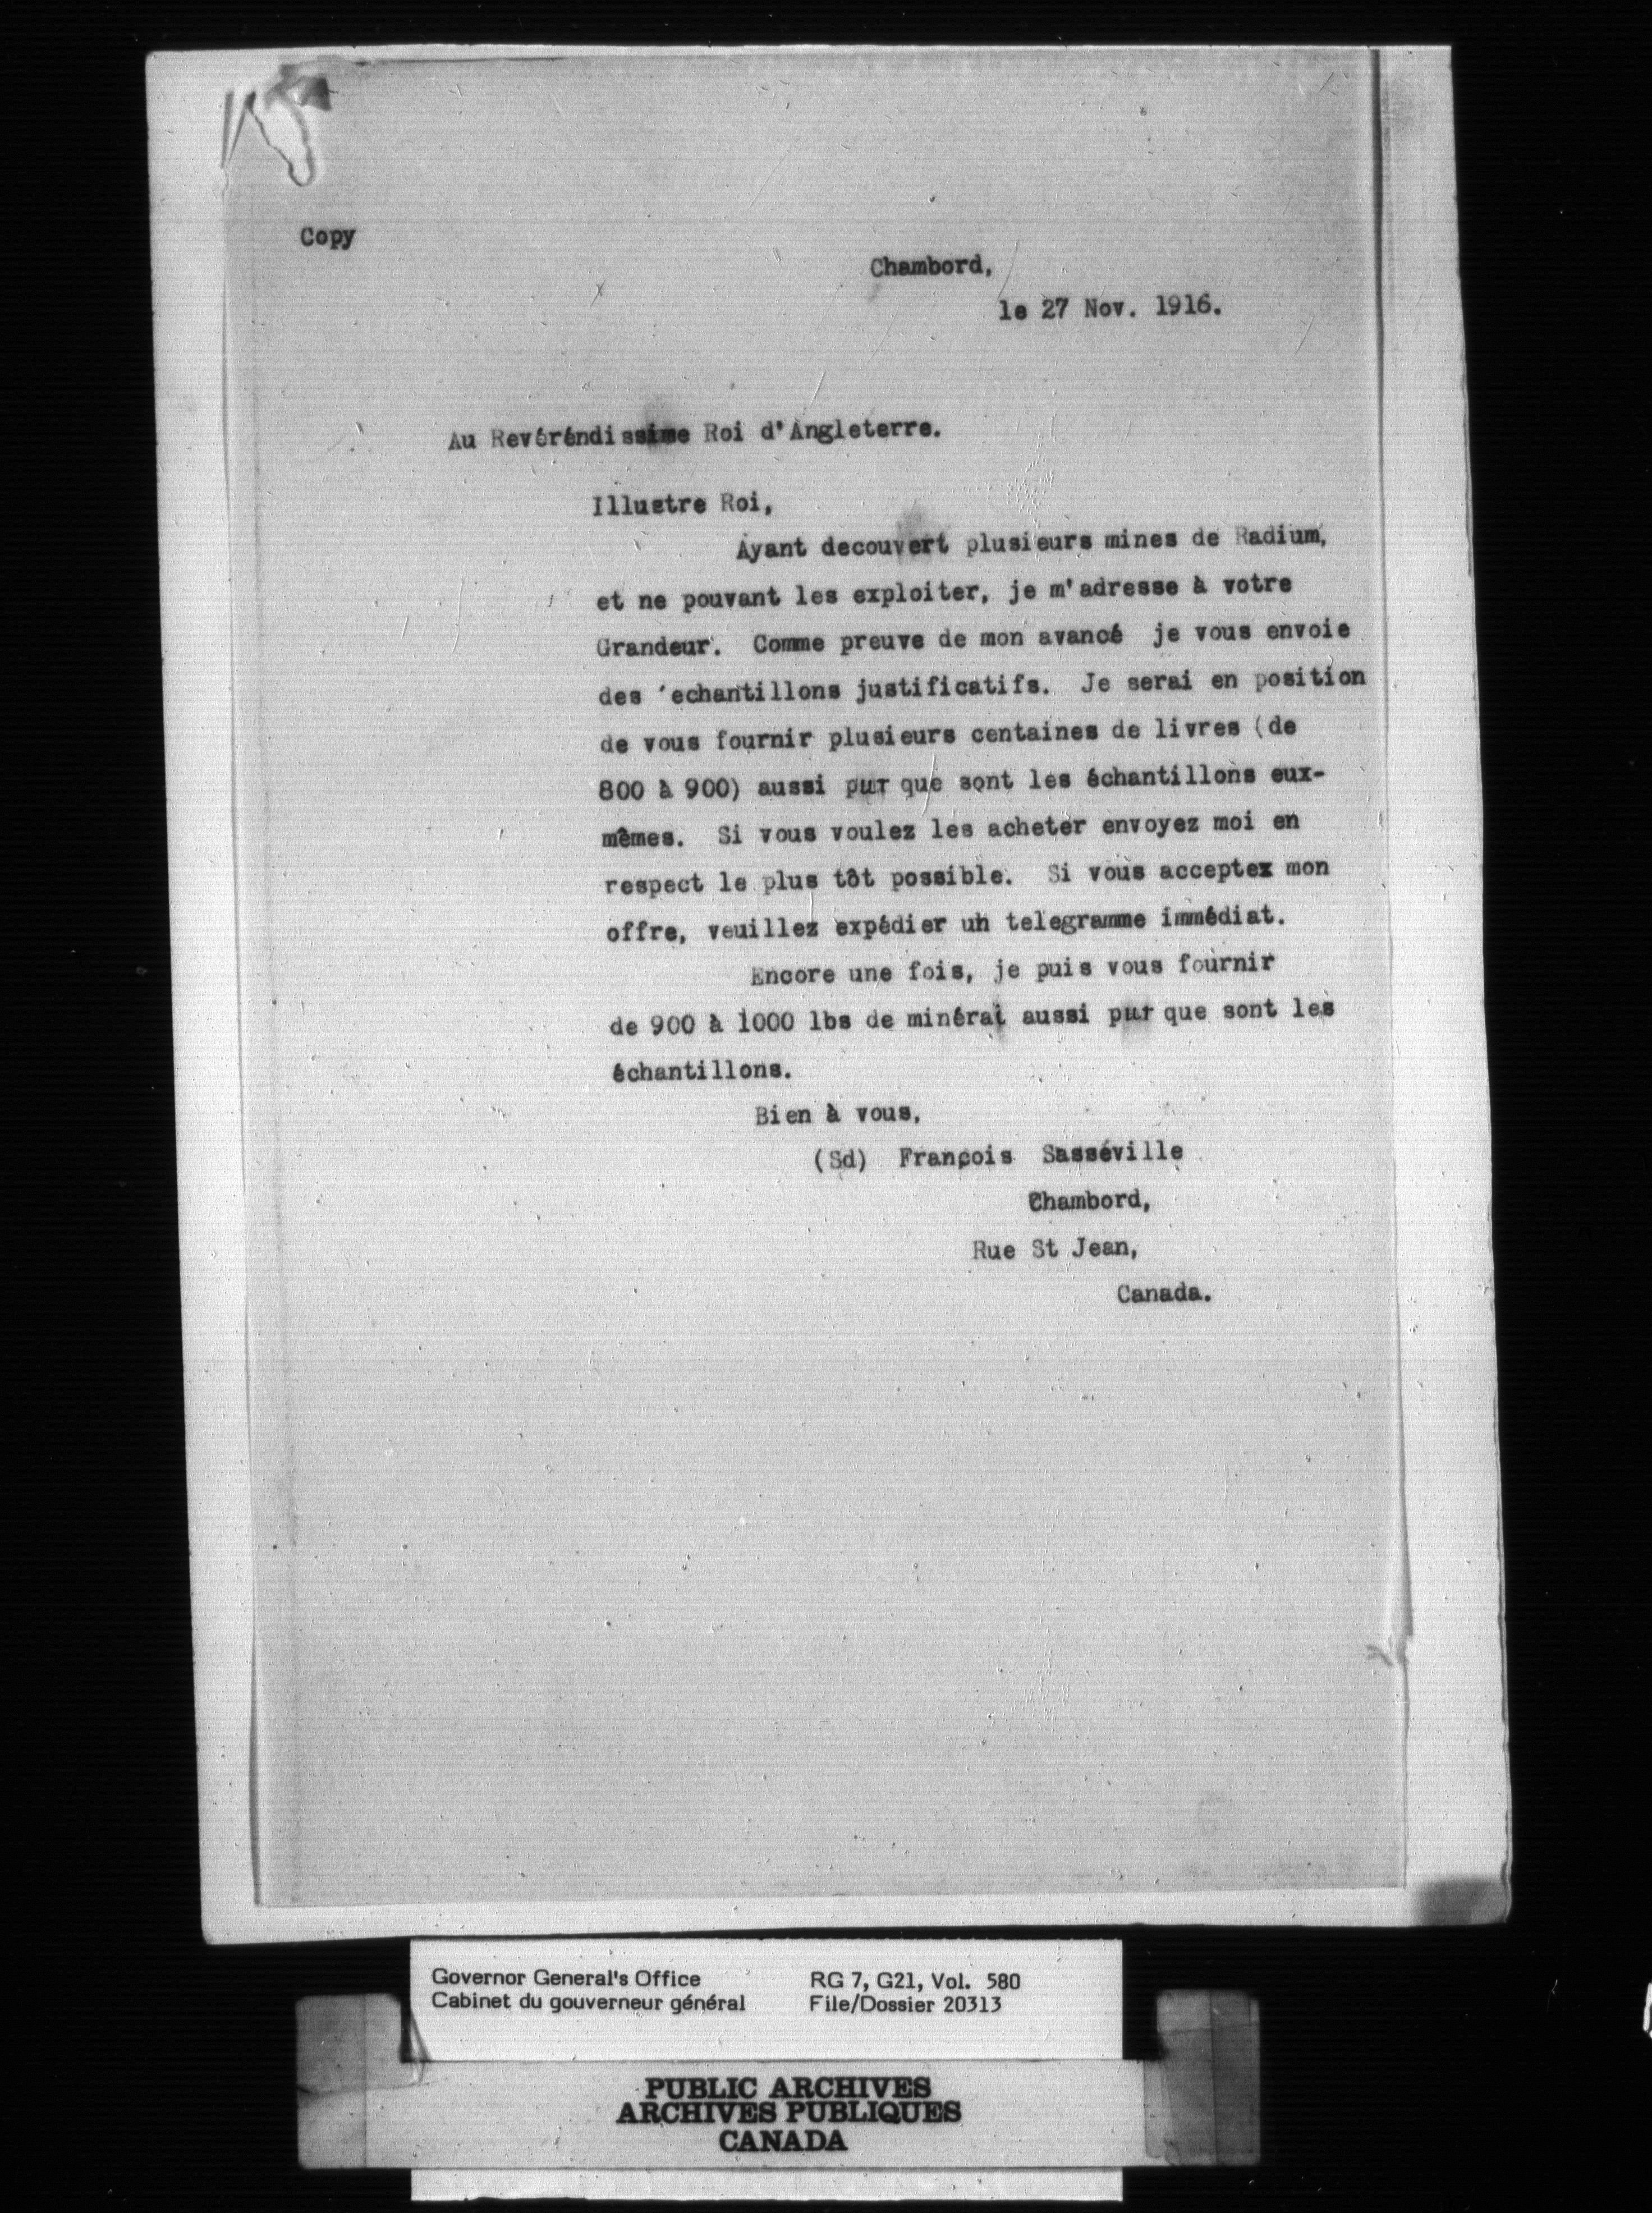 Copy
Chambord,
le 27 Nov. 1916.
Au Revéréndissime Roi d'Angleterre.
Illustre Roi,
Ayant decouvert plusieurs mines de Radium,
et ne pouvant les exploiter, je m'adresse à votre
Grandeur. Comme preuve de mon avancé je vous envoie
des 'echantillons justificatifs. Je serai en position
de vous fournir plusieurs centaines de livres (de
800 à 900) aussi pur que sont les échantillons eux-
mêmes. Si vous voulez les acheter envoyez moi en
respect le plus tôt possible. Si vous acceptez mon
offre, veuillez expédier un telegramme immédiat.
Encore une fois, je puis vous fournir
de 900 à 1000 lbs de minérai aussi pur que sont les
échantillons.
Bien à vous,
(Sd) François Sasséville
Chambord,
Rue St Jean,
Canada.
Governor General's Office RG 7, G21, Vol. 580
Cabinet du gouverneur général File/Dossier 20313
PUBLIC ARCHIVES
ARCHIVES PUBLIQUES
CANADA